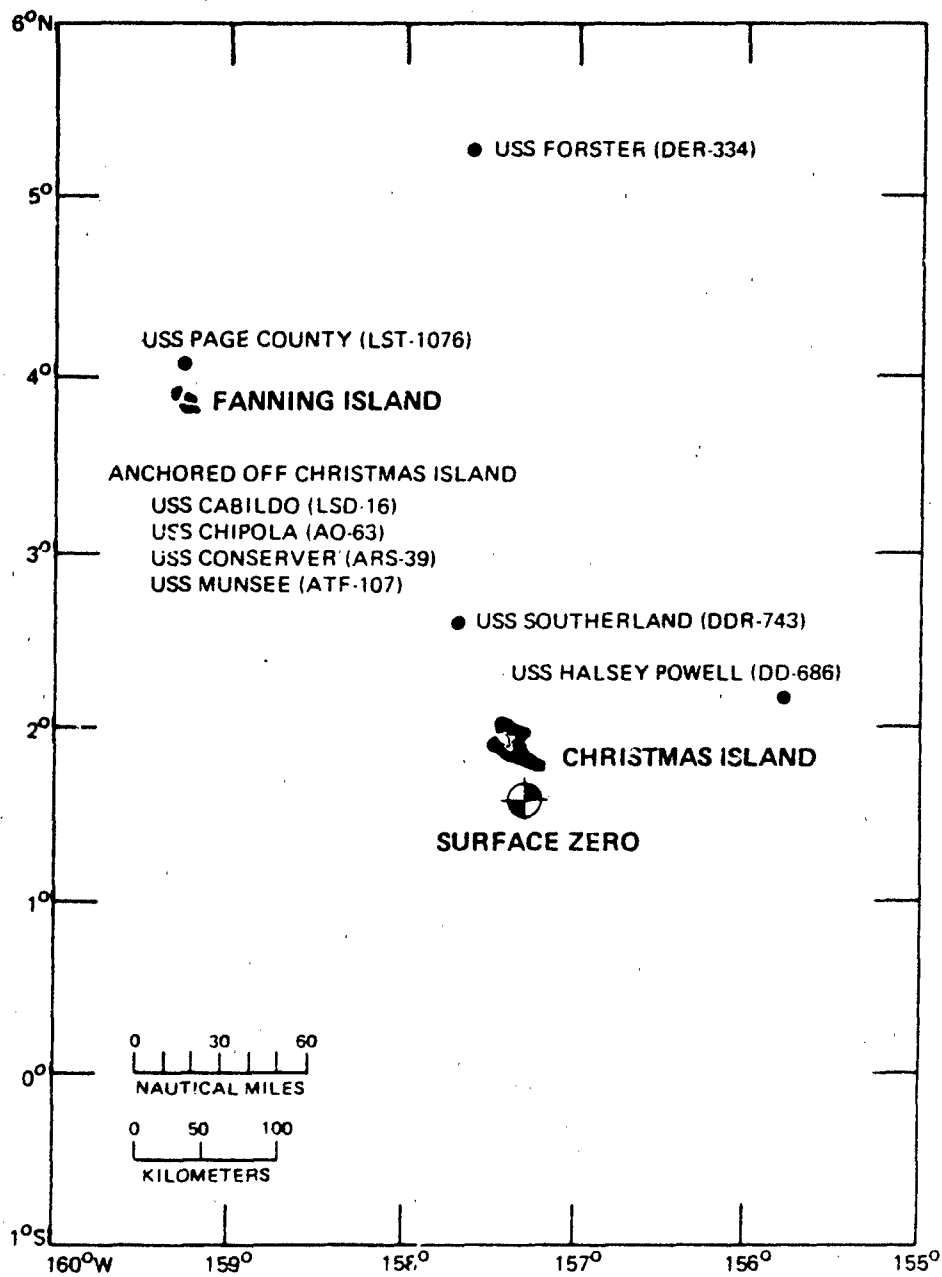 6°N
USS FORSTER (DER-334)
5°
USS PAGE COUNTY (LST-1076)
4°
FANNING ISLAND
ANCHORED OFF CHRISTMAS ISLAND
USS CABILDO (LSD-16)
USS CHIPOLA (AO-63)
3°
USS CONSERVER (ARS-39)
USS MUNSEE (ATF-107)
USS SOUTHERLAND (DDR-743)
USS HALSEY POWELL (DD-686)
2°
CHRISTMAS ISLAND
SURFACE ZERO
1°
0 30 60
NAUTICAL MILES
0°
0 50 100
KILOMETERS
1°S
160°W 159° 158° 157° 156° 155°